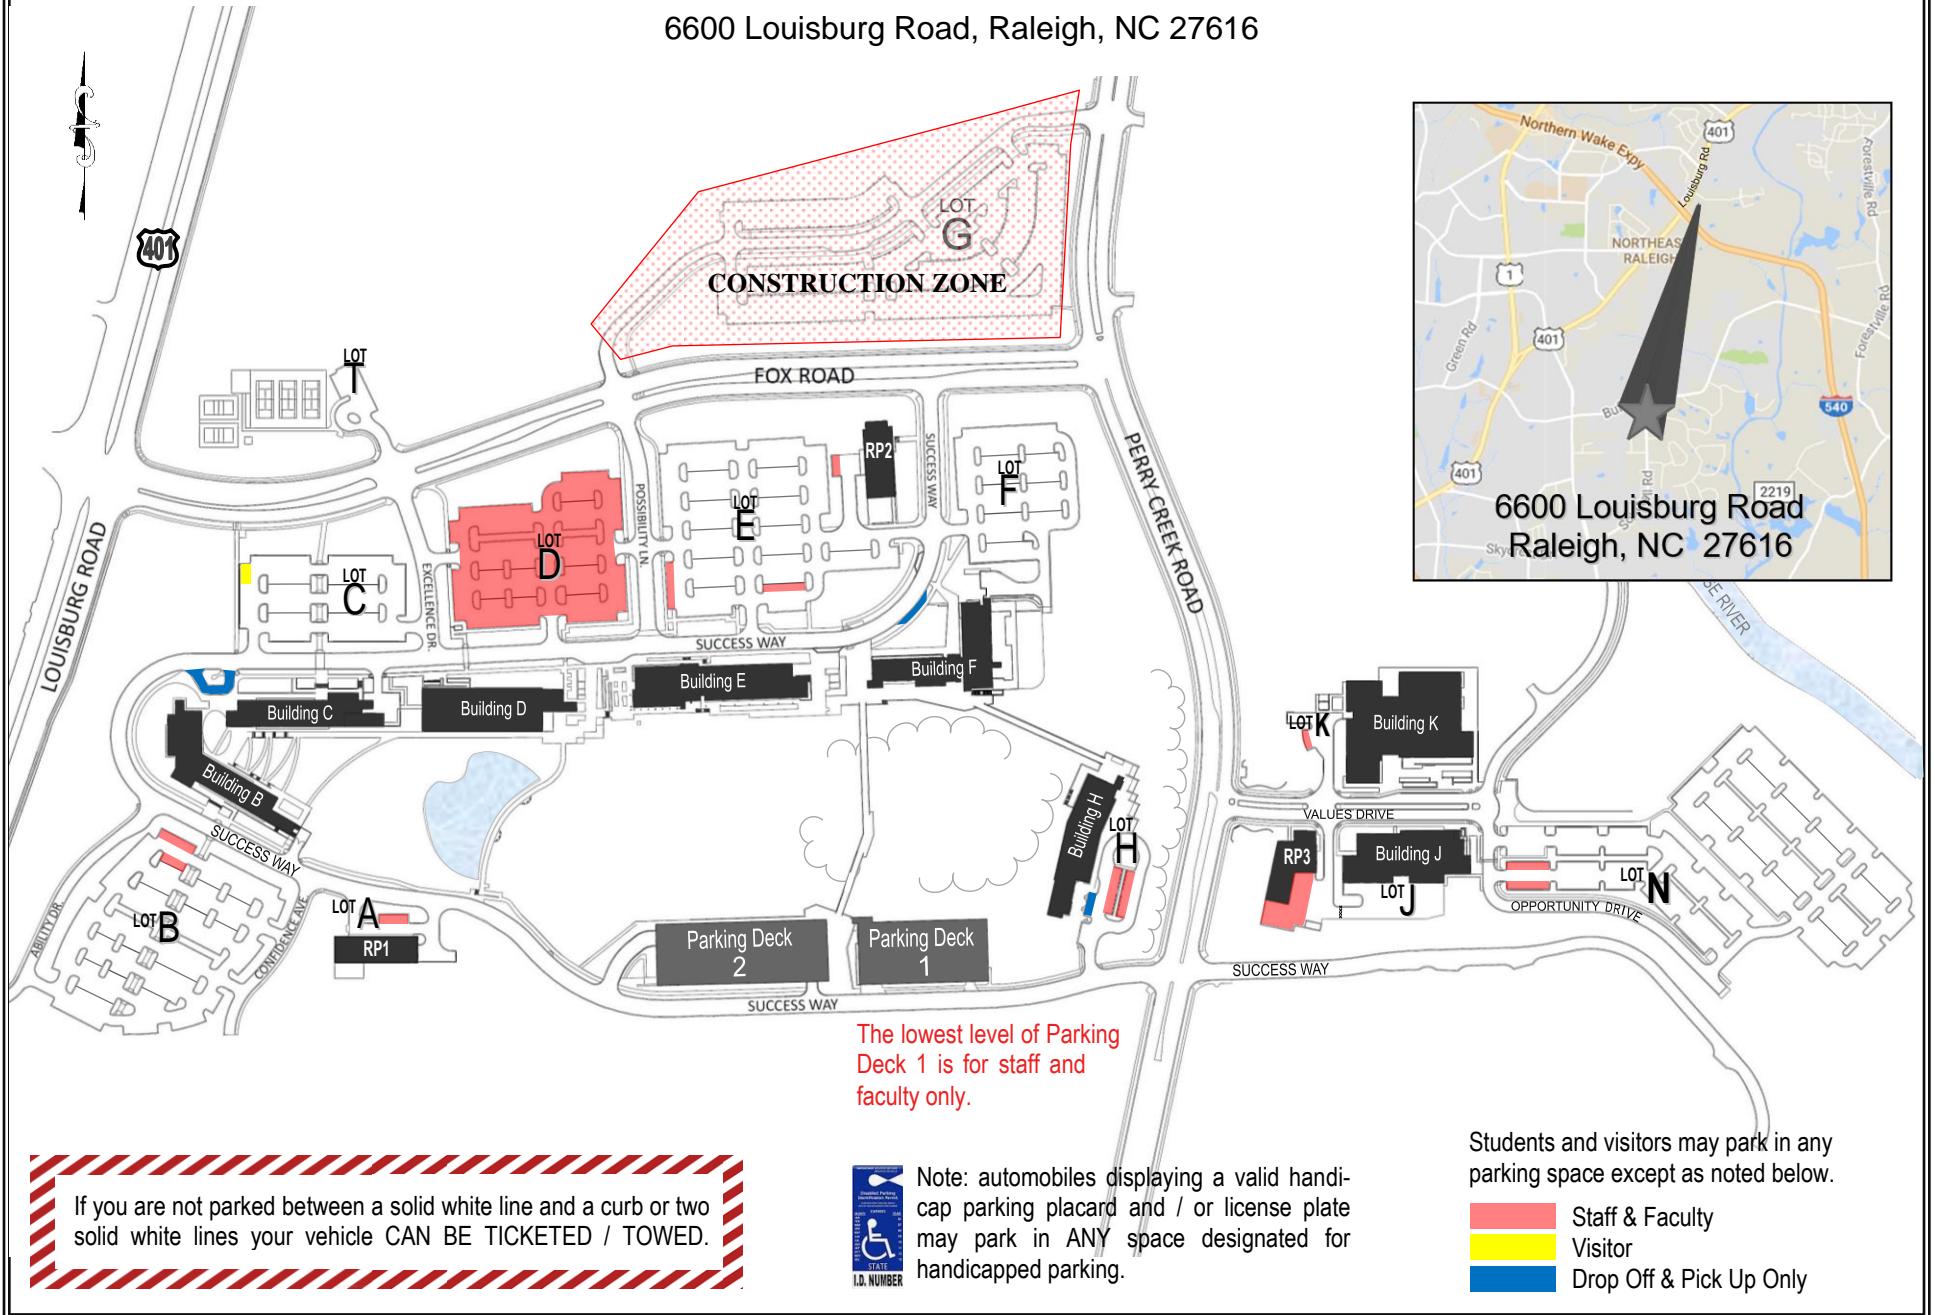 6600 Louisburg Road, Raleigh, NC 27616
401
LOT
G
CONSTRUCTION ZONE
Northern Wake Expy
401
Louisburg Rd
Forestville Rd
NORTHEAS
RALEIGH
1
401
Green Rd
Forestville Rd
540
401
2219
6600 Louisburg Road
Raleigh, NC 27616
LOT
T
FOX ROAD
RP2
SUCCESS WAY
LOT
F
PERRY CREEK ROAD
POSSIBILITY LN.
LOT
E
LOT
D
LOT
C
EXCELLENCE DR.
LOUISBURG ROAD
SE RIVER
SUCCESS WAY
Building F
Building E
Building D
Building C
Building B
LOT K
Building K
VALUES DRIVE
Building H
LOT
H
RP3
Building J
LOT
J
LOT N
OPPORTUNITY DRIVE
SUCCESS WAY
ABILITY DR.
LOT B
CONFIDENCE AVE
LOT A
RP1
Parking Deck
2
Parking Deck
1
SUCCESS WAY
SUCCESS WAY
The lowest level of Parking
Deck 1 is for staff and
faculty only.
If you are not parked between a solid white line and a curb or two
solid white lines your vehicle CAN BE TICKETED / TOWED.
STATE
I.D. NUMBER
Note: automobiles displaying a valid handi-
cap parking placard and / or license plate
may park in ANY space designated for
handicapped parking.
Students and visitors may park in any
parking space except as noted below.
Staff & Faculty
Visitor
Drop Off & Pick Up Only